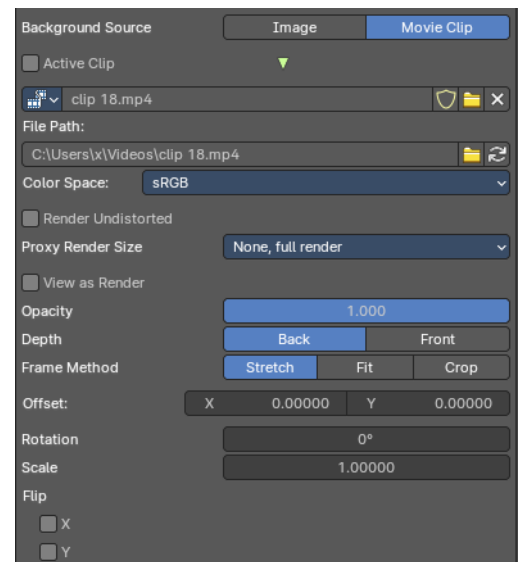 Background Source Image Movie Clip
Active Clip
clip 18.mp4
File Path:
C:\Users\x\Videos\clip 18.mp4
Color Space: sRGB
Render Undistorted
Proxy Render Size None, full render
View as Render
Opacity 1.000
Depth Back Front
Frame Method Stretch Fit Crop
Offset: X 0.00000 Y 0.00000
Rotation 0°
Scale 1.00000
Flip
X
Y